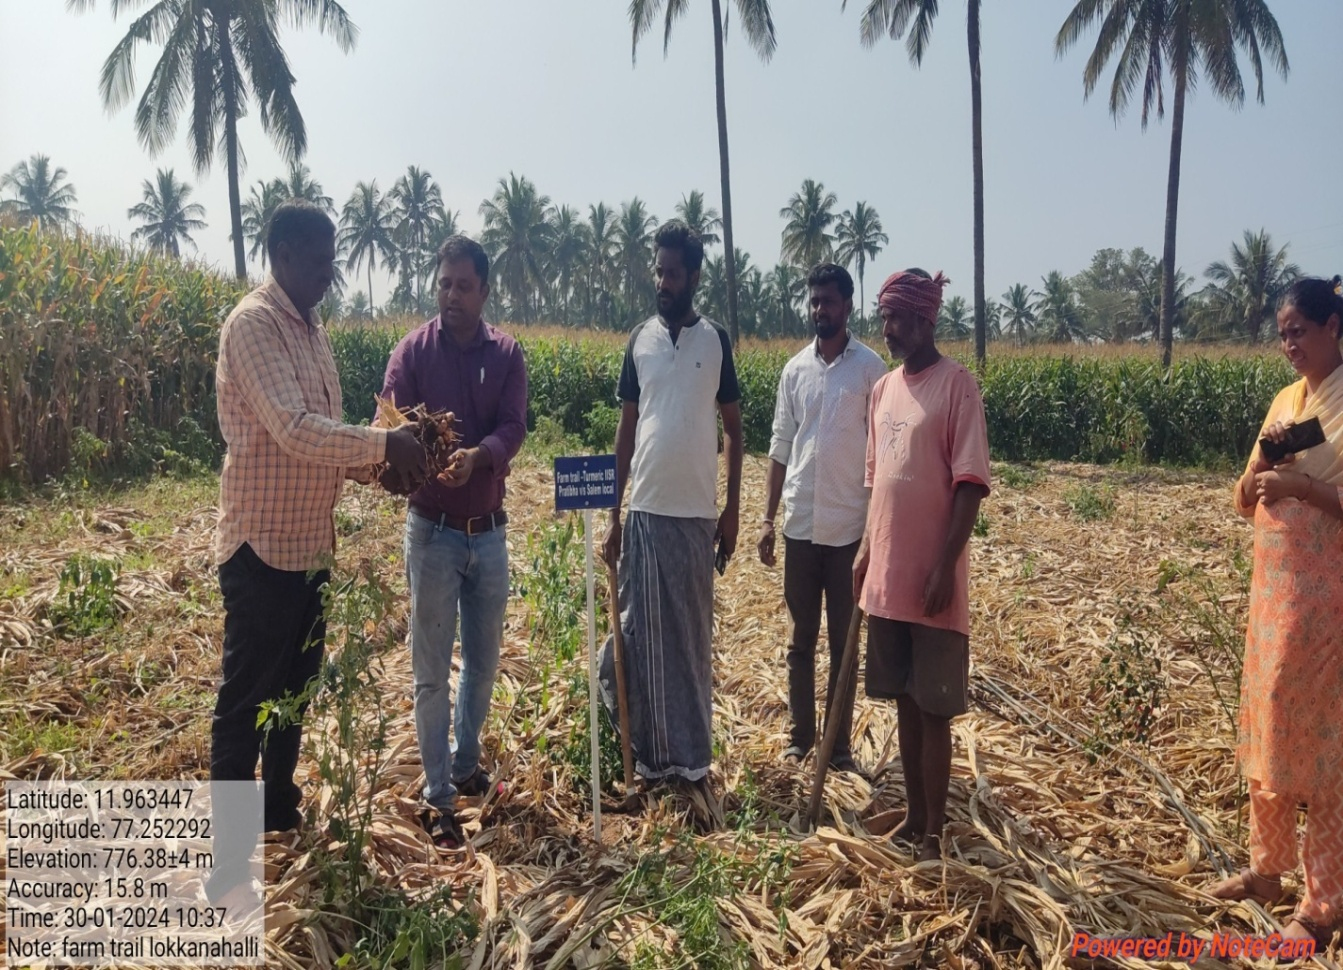 Farm trail -Turmeric IISR
Pratibha v/s Salem local
Latitude: 11.963447
Longitude: 77.252292
Elevation: 776.38±4 m
Accuracy: 15.8 m
Time: 30-01-2024 10:37
Note: farm trail lokkanahalli
Powered by NoteCam